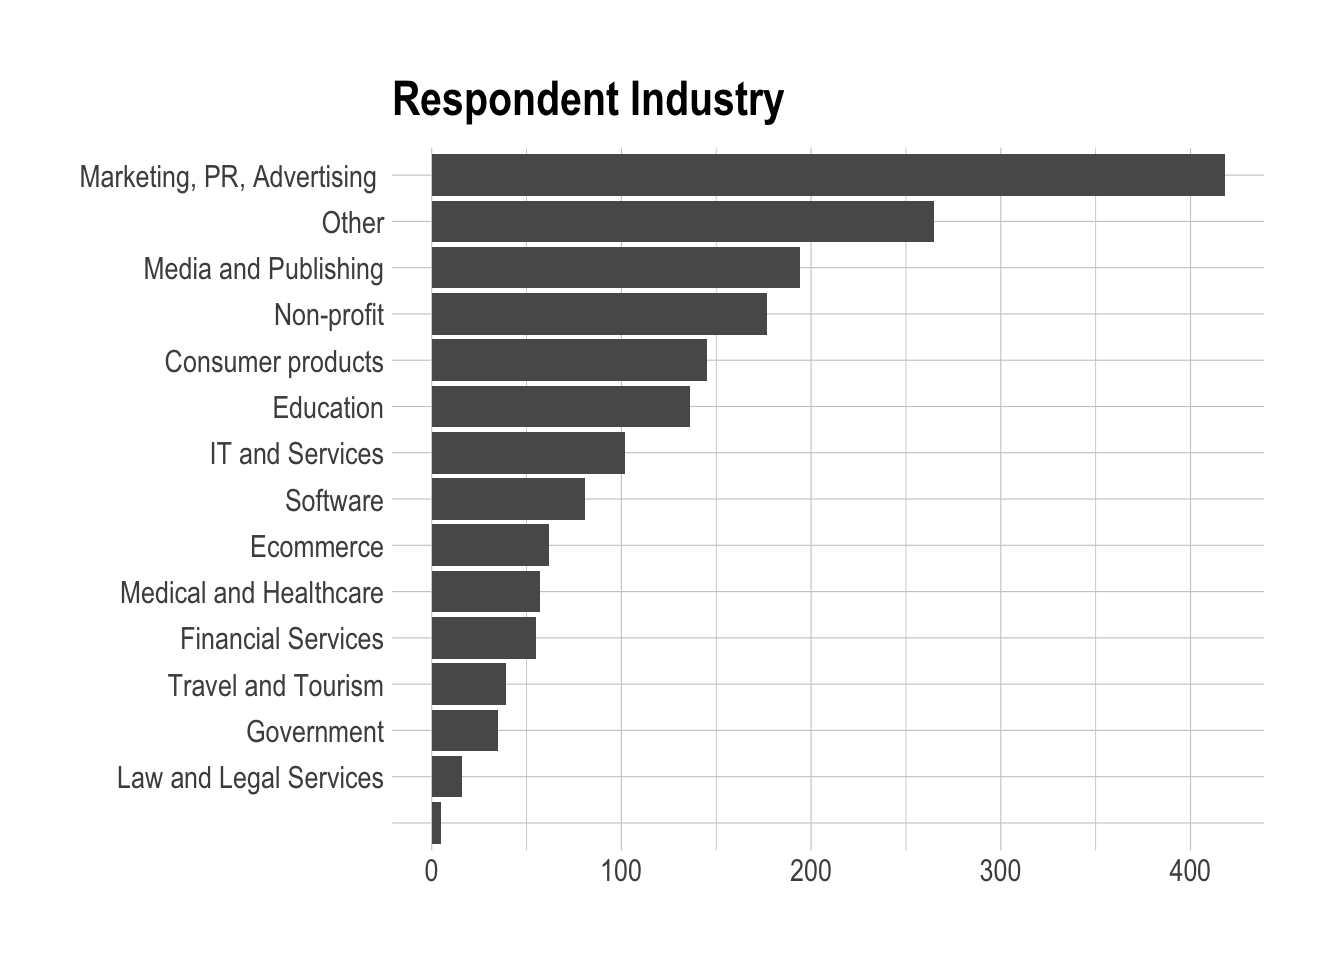 Respondent Industry
Marketing, PR, Advertising
Other
Media and Publishing
Non-profit
Consumer products
Education
IT and Services
Software
Ecommerce
Medical and Healthcare
Financial Services
Travel and Tourism
Government
Law and Legal Services
0 100 200 300 400